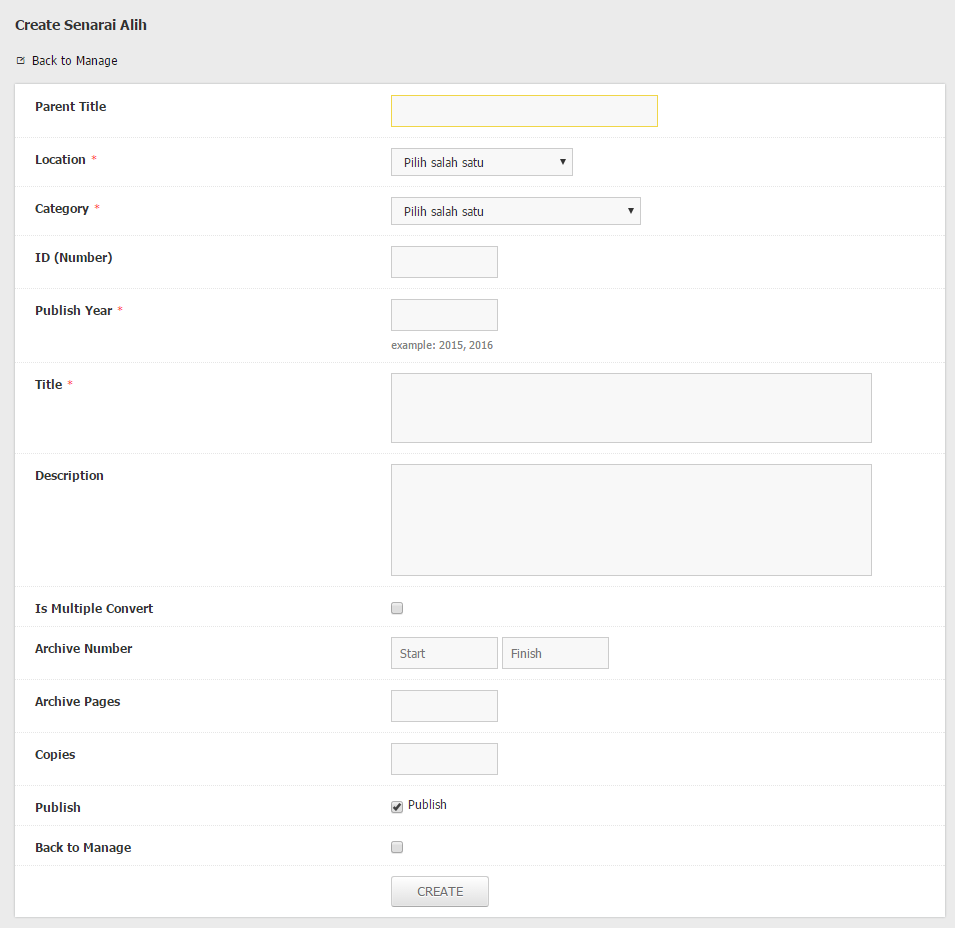 Create Senarai Alih
Back to Manage
Parent Title
Location * Pilih salah satu
Category * Pilih salah satu
ID (Number)
Publish Year *
example: 2015, 2016
Title *
Description
Is Multiple Convert
Archive Number Start Finish
Archive Pages
Copies
Publish Publish
Back to Manage
CREATE